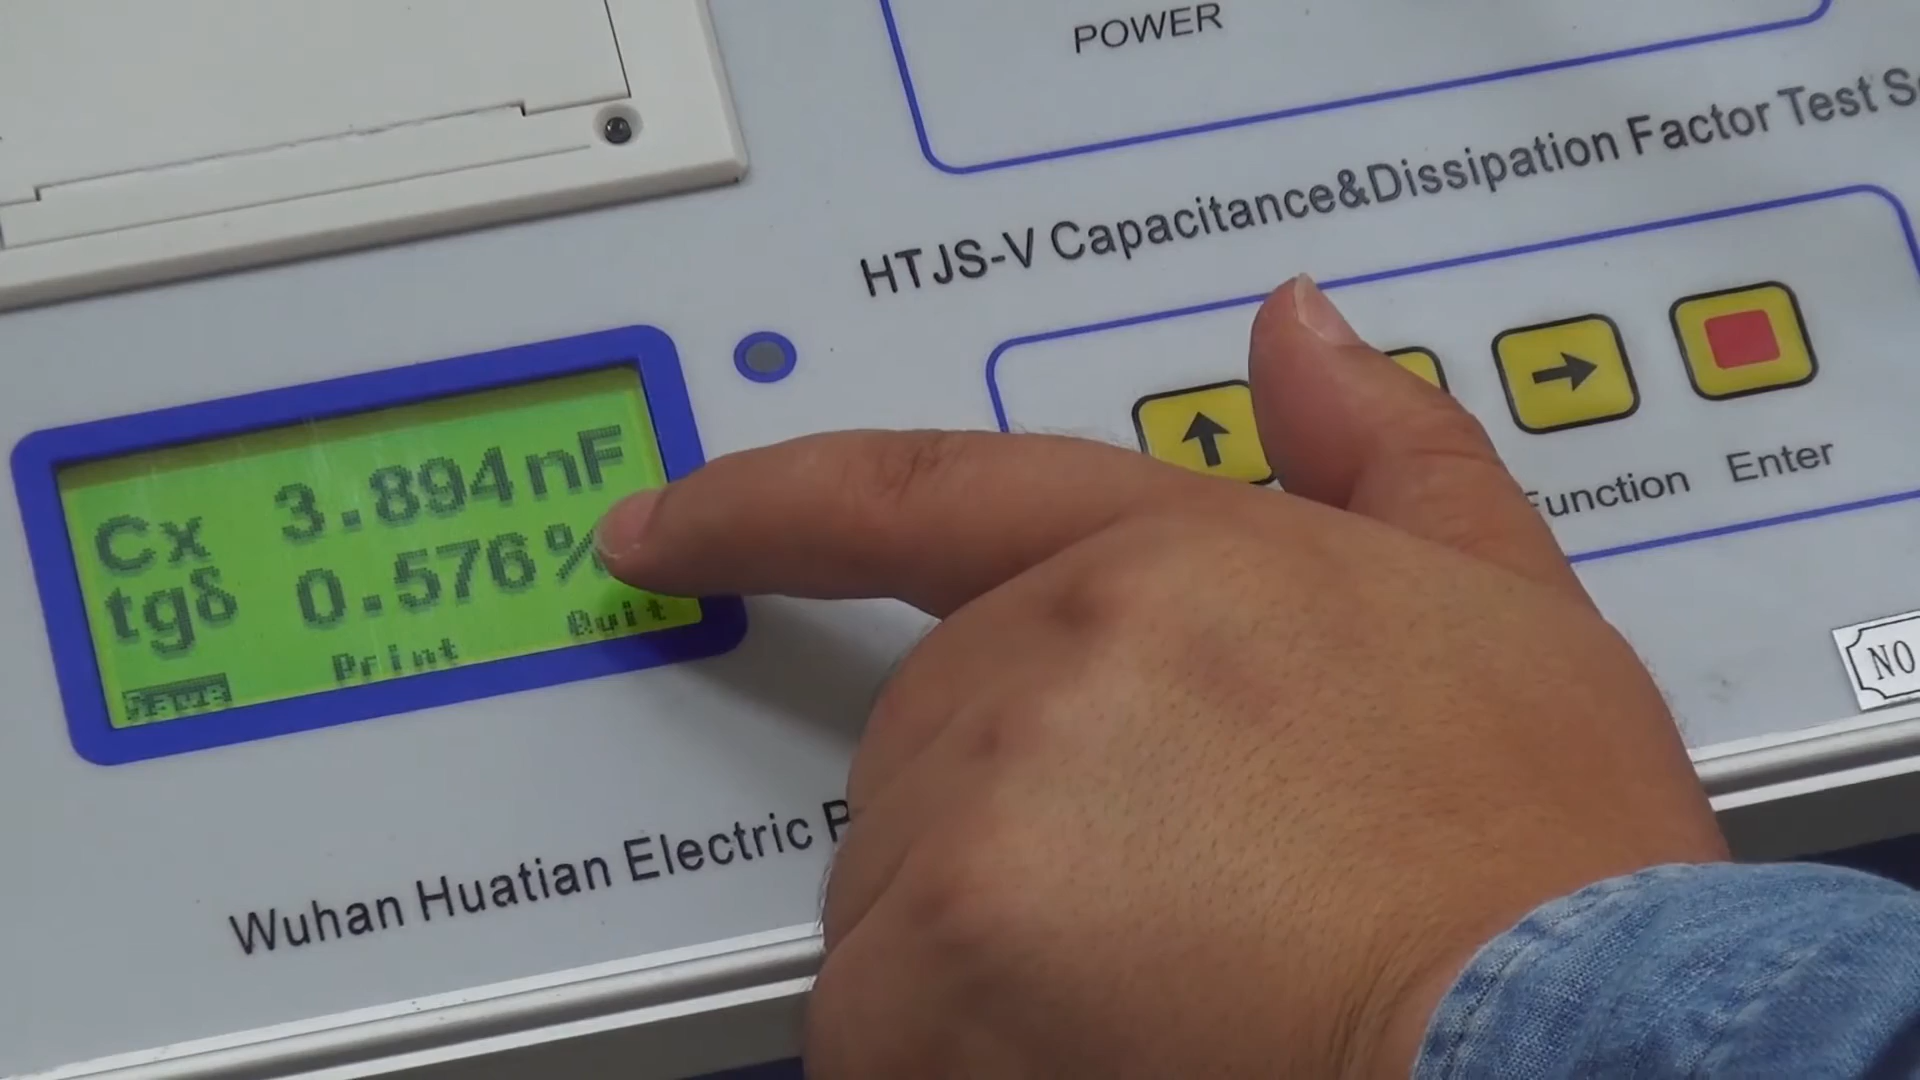 POWER
HTJS-V Capacitance&Dissipation Factor Test
Cx 3.894nF
tgδ 0.576%
Save Print Quit
Function Enter
NO
Wuhan Huatian Electric